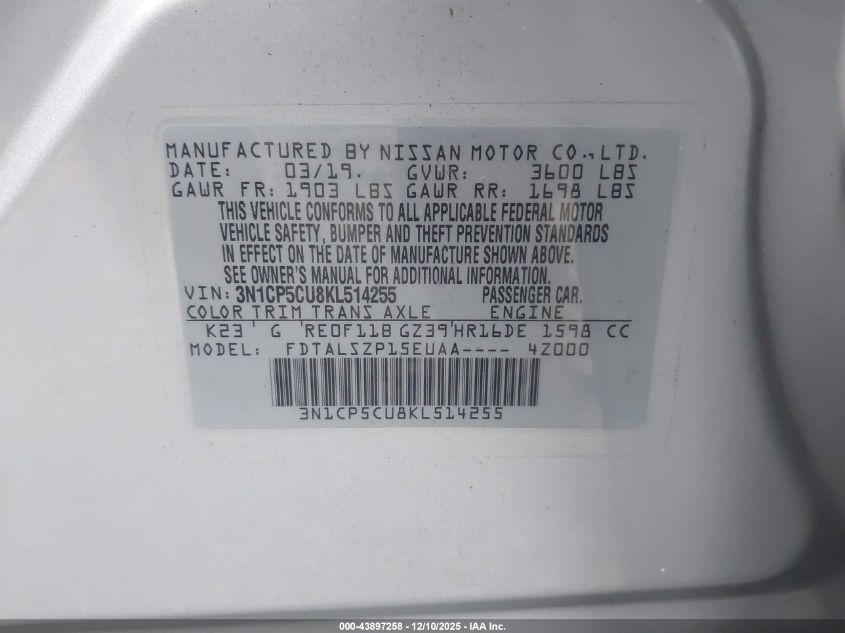 MANUFACTURED BY NISSAN MOTOR CO., LTD.
DATE: 03/19. GVWR: 3600 LBS
GAWR FR: 1903 LBS GAWR RR: 1698 LBS
THIS VEHICLE CONFORMS TO ALL APPLICABLE FEDERAL MOTOR
VEHICLE SAFETY, BUMPER AND THEFT PREVENTION STANDARDS
IN EFFECT ON THE DATE OF MANUFACTURE SHOWN ABOVE.
SEE OWNER'S MANUAL FOR ADDITIONAL INFORMATION.
VIN: 3N1CP5CU8KL514255 PASSENGER CAR.
COLOR TRIM TRANS AXLE ENGINE
K23 G RE0F11B GZ39 HR16DE 1598 CC
MODEL: FDTALSZP15EUAA---- 4Z000
3N1CP5CU8KL514255
000-43897258 - 12/10/2025 - IAA Inc.